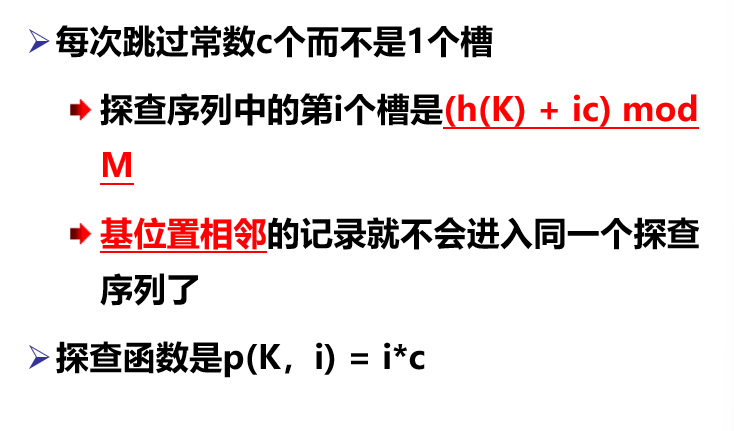 每次跳过常数c个而不是1个槽
探查序列中的第i个槽是(h(K) + ic) mod
M
基位置相邻的记录就不会进入同一个探查
序列了
探查函数是p(K，i) = i*c